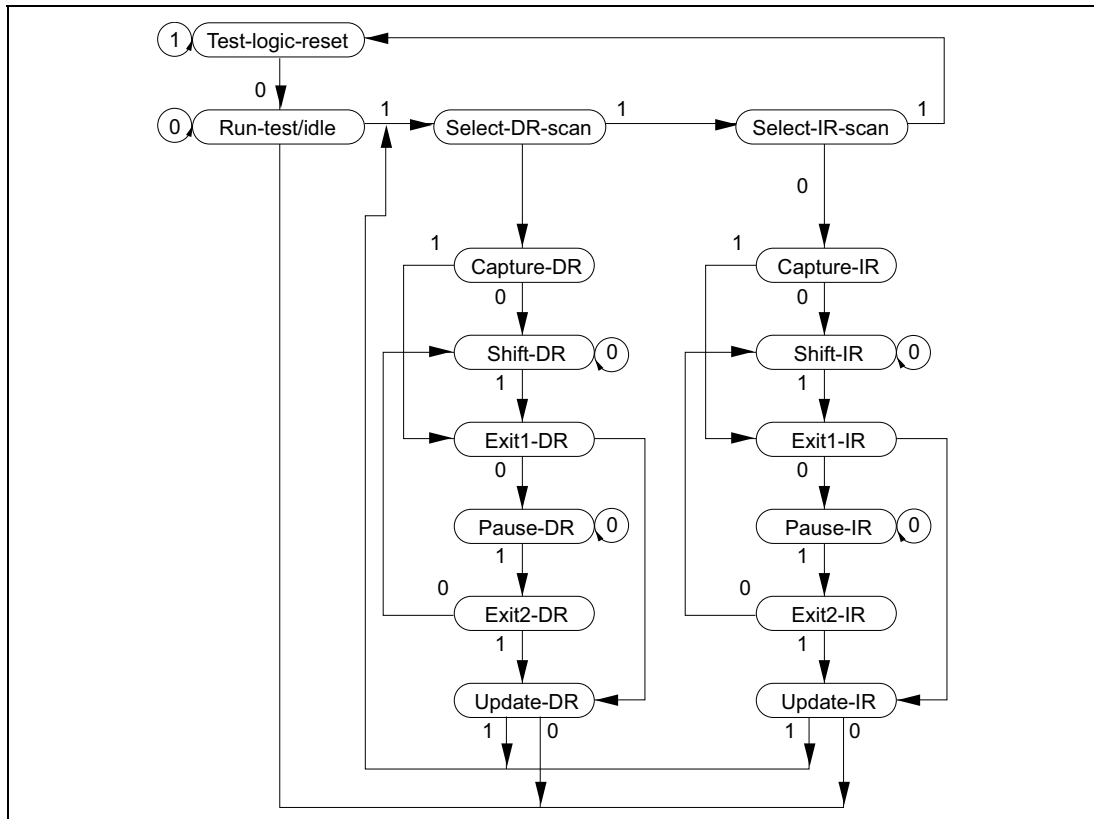 1 Test-logic-reset
0
0 Run-test/idle 1 Select-DR-scan 1 Select-IR-scan 1
0
1 1
Capture-DR Capture-IR
0 0
Shift-DR 0 Shift-IR 0
1 1
Exit1-DR Exit1-IR
0 0
Pause-DR 0 Pause-IR 0
1 1
0 0
Exit2-DR Exit2-IR
1 1
Update-DR Update-IR
1 0 1 0